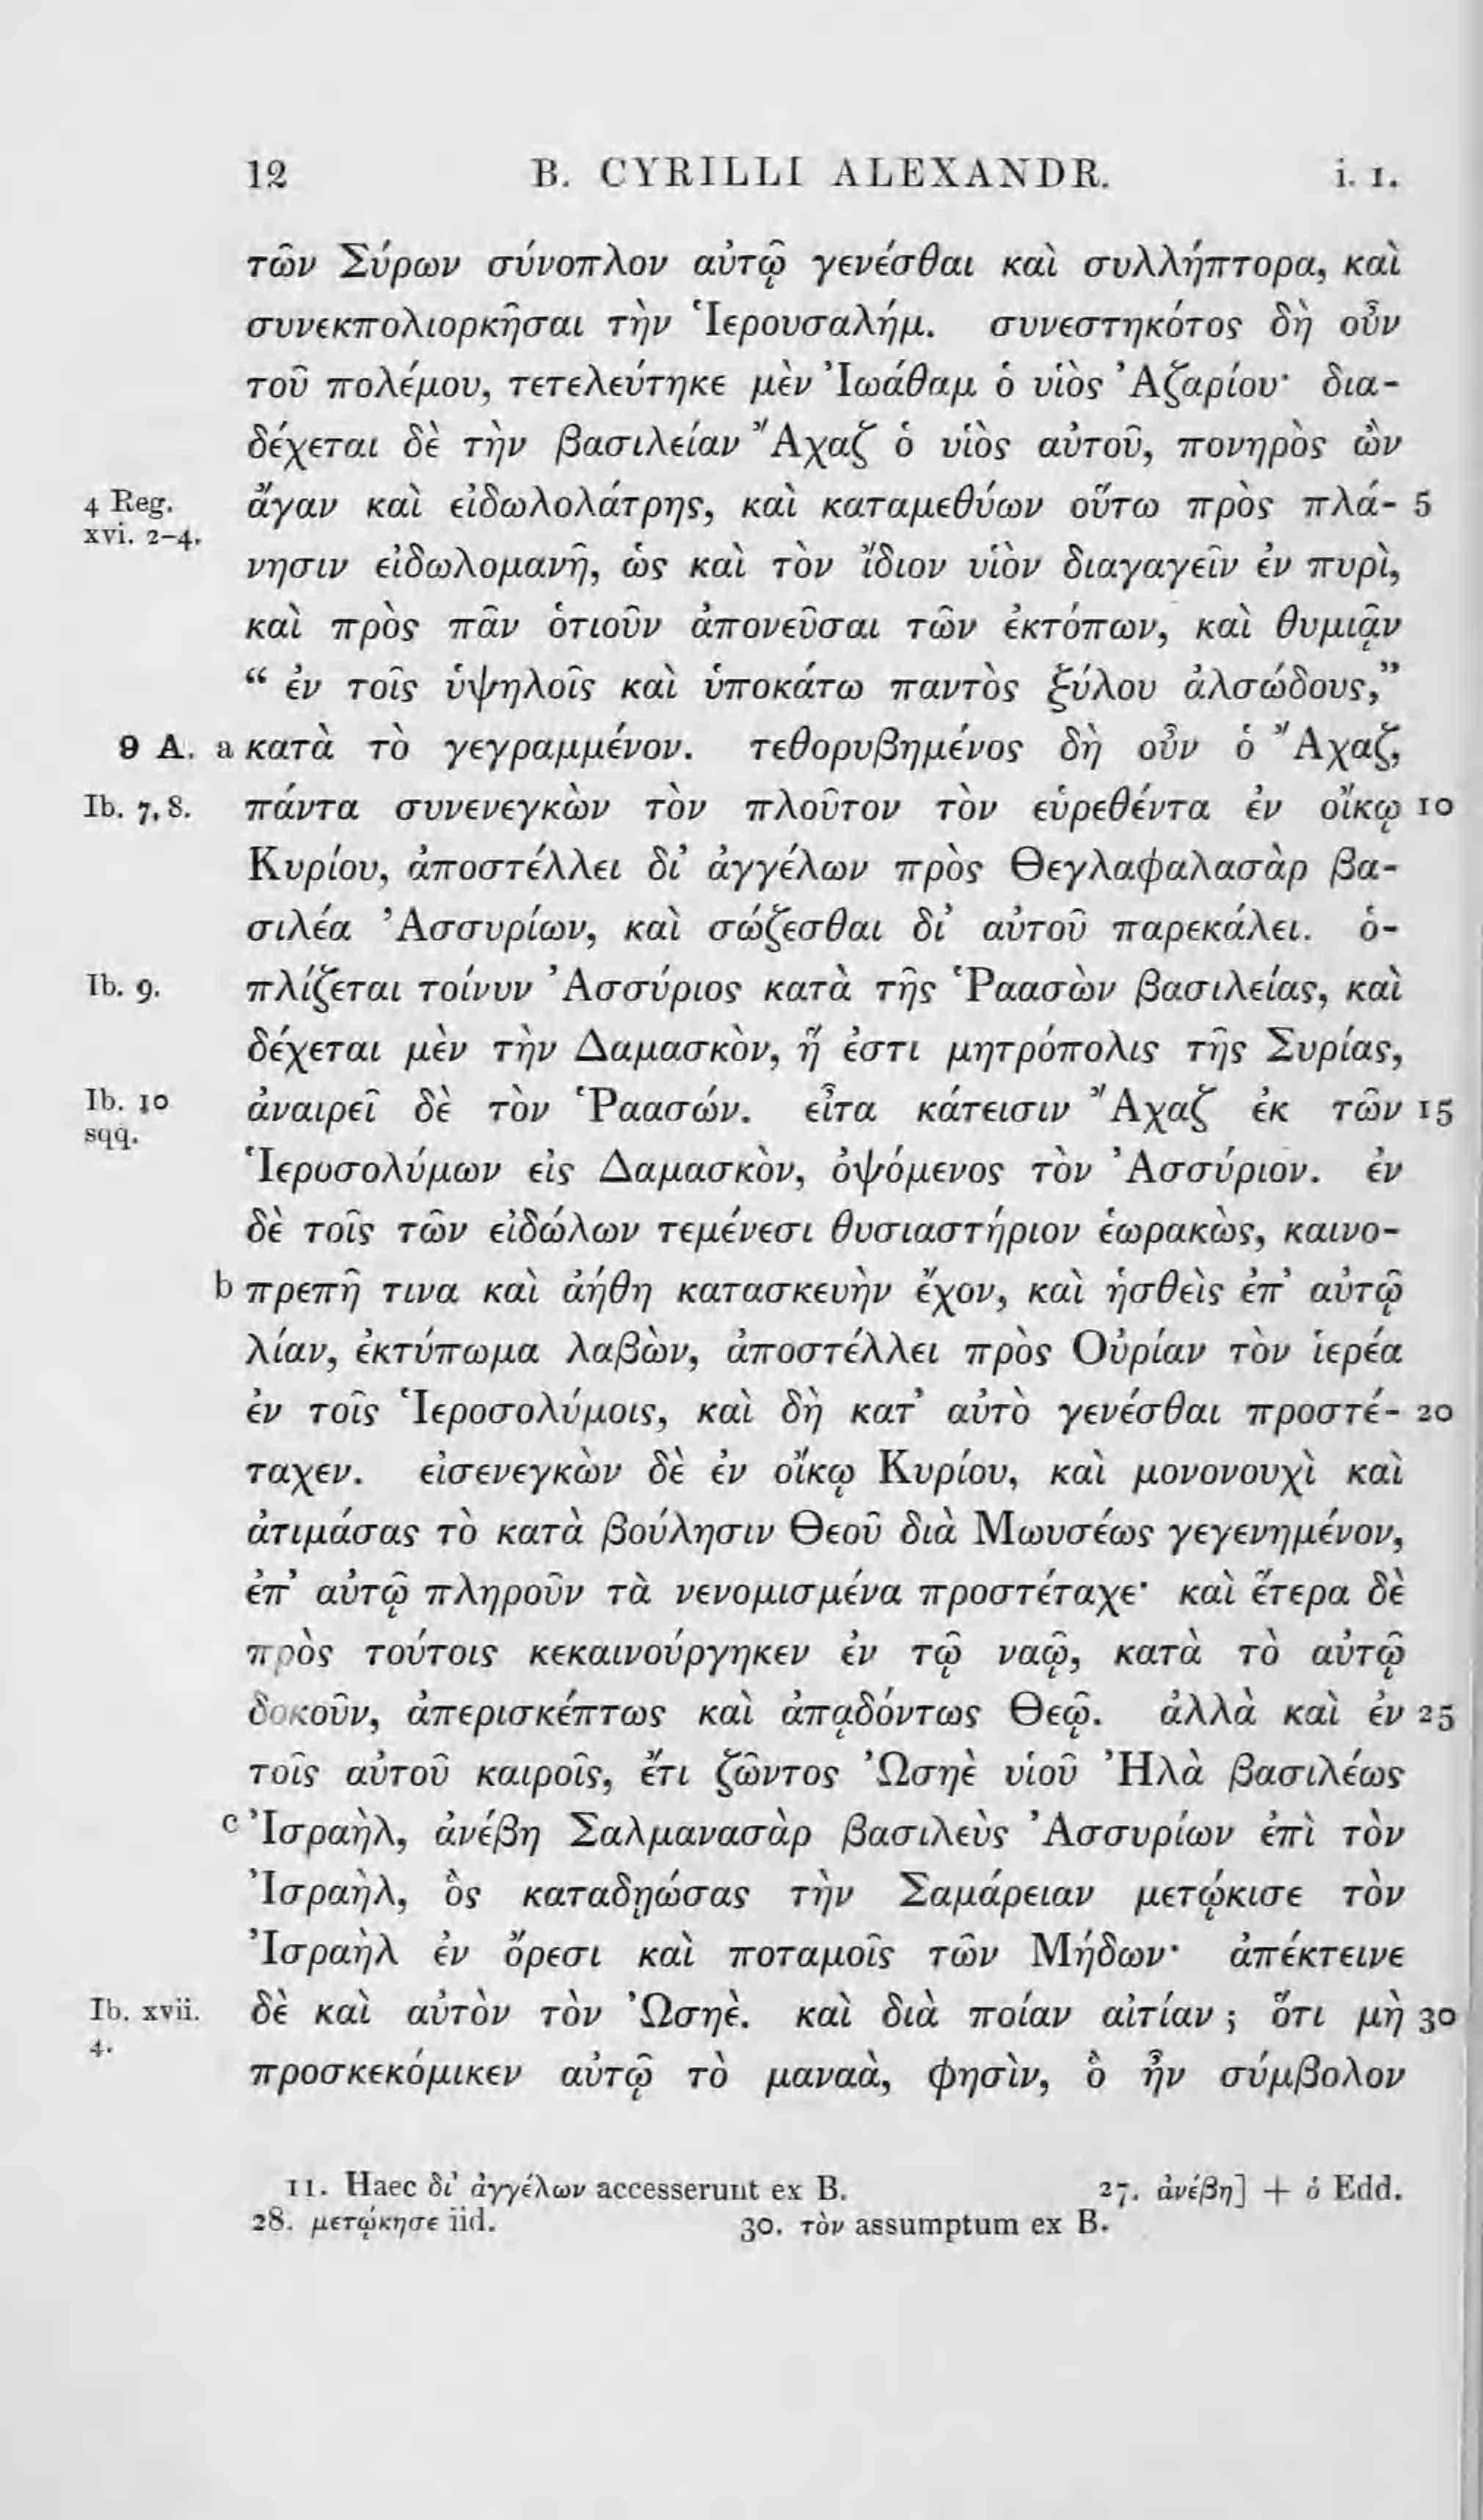 12 B. CYRILLI ALEXANDR. i. 1.
τῶν Σύρων σύνοπλον αὐτῷ γενέσθαι καὶ συλλήπτορα, καὶ
συνεκπολιορκῆσαι τὴν Ἱερουσαλήμ. συνεστηκότος δὴ οὖν
τοῦ πολέμου, τετελεύτηκε μὲν Ἰωάθαμ ὁ υἱὸς Ἀζαρίου· δια-
δέχεται δὲ τὴν βασιλείαν Ἄχαζ ὁ υἱὸς αὐτοῦ, πονηρὸς ὢν
4 Reg. ἄγαν καὶ εἰδωλολάτρης, καὶ καταμεθύων οὕτω πρὸς πλά- 5
xvi. 2-4.
νησιν εἰδωλομανῆ, ὡς καὶ τὸν ἴδιον υἱὸν διαγαγεῖν ἐν πυρὶ,
καὶ πρὸς πᾶν ὁτιοῦν ἀπονεῦσαι τῶν ἐκτόπων, καὶ θυμιᾷν
“ ἐν τοῖς ὑψηλοῖς καὶ ὑποκάτω παντὸς ξύλου ἀλσώδους,”
9 A. a κατὰ τὸ γεγραμμένον. τεθορυβημένος δὴ οὖν ὁ Ἄχαζ,
Ib. 7, 8. πάντα συνενεγκὼν τὸν πλοῦτον τὸν εὑρεθέντα ἐν οἴκῳ 10
Κυρίου, ἀποστέλλει δι’ ἀγγέλων πρὸς Θεγλαφαλασὰρ βα-
σιλέα Ἀσσυρίων, καὶ σώζεσθαι δι’ αὐτοῦ παρεκάλει. ὁ-
Ib. 9. πλίζεται τοίνυν Ἀσσύριος κατὰ τῆς Ῥαασὼν βασιλείας, καὶ
δέχεται μὲν τὴν Δαμασκὸν, ἥ ἐστι μητρόπολις τῆς Συρίας,
Ib. 10 ἀναιρεῖ δὲ τὸν Ῥαασών. εἶτα κάτεισιν Ἄχαζ ἐκ τῶν 15
sqq.
Ἱεροσολύμων εἰς Δαμασκὸν, ὀψόμενος τὸν Ἀσσύριον. ἐν
δὲ τοῖς τῶν εἰδώλων τεμένεσι θυσιαστήριον ἑωρακὼς, καινο-
b πρεπῆ τινα καὶ ἀήθη κατασκευὴν ἔχον, καὶ ἡσθεὶς ἐπ’ αὐτῷ
λίαν, ἐκτύπωμα λαβὼν, ἀποστέλλει πρὸς Οὐρίαν τὸν ἱερέα
ἐν τοῖς Ἱεροσολύμοις, καὶ δὴ κατ’ αὐτὸ γενέσθαι προστέ- 20
ταχεν. εἰσενεγκὼν δὲ ἐν οἴκῳ Κυρίου, καὶ μονονουχὶ καὶ
ἀτιμάσας τὸ κατὰ βούλησιν Θεοῦ διὰ Μωυσέως γεγενημένον,
ἐπ’ αὐτῷ πληροῦν τὰ νενομισμένα προστέταχε· καὶ ἕτερα δὲ
πρὸς τούτοις κεκαινούργηκεν ἐν τῷ ναῷ, κατὰ τὸ αὐτῷ
δοκοῦν, ἀπερισκέπτως καὶ ἀπᾳδόντως Θεῷ. ἀλλὰ καὶ ἐν 25
τοῖς αὐτοῦ καιροῖς, ἔτι ζῶντος Ὠσηὲ υἱοῦ Ἠλὰ βασιλέως
c Ἰσραὴλ, ἀνέβη Σαλμανασὰρ βασιλεὺς Ἀσσυρίων ἐπὶ τὸν
Ἰσραὴλ, ὃς καταδῃώσας τὴν Σαμάρειαν μετῴκισε τὸν
Ἰσραὴλ ἐν ὄρεσι καὶ ποταμοῖς τῶν Μήδων· ἀπέκτεινε
Ib. xvii. δὲ καὶ αὐτὸν τὸν Ὠσηέ. καὶ διὰ ποίαν αἰτίαν ; ὅτι μὴ 30
4.
προσκεκόμικεν αὐτῷ τὸ μαναὰ, φησὶν, ὃ ἦν σύμβολον
11. Haec δι’ ἀγγέλων accesserunt ex B. 27. ἀνέβη] + ὁ Edd.
28. μετῴκησε iid. 30. τὸν assumptum ex B.